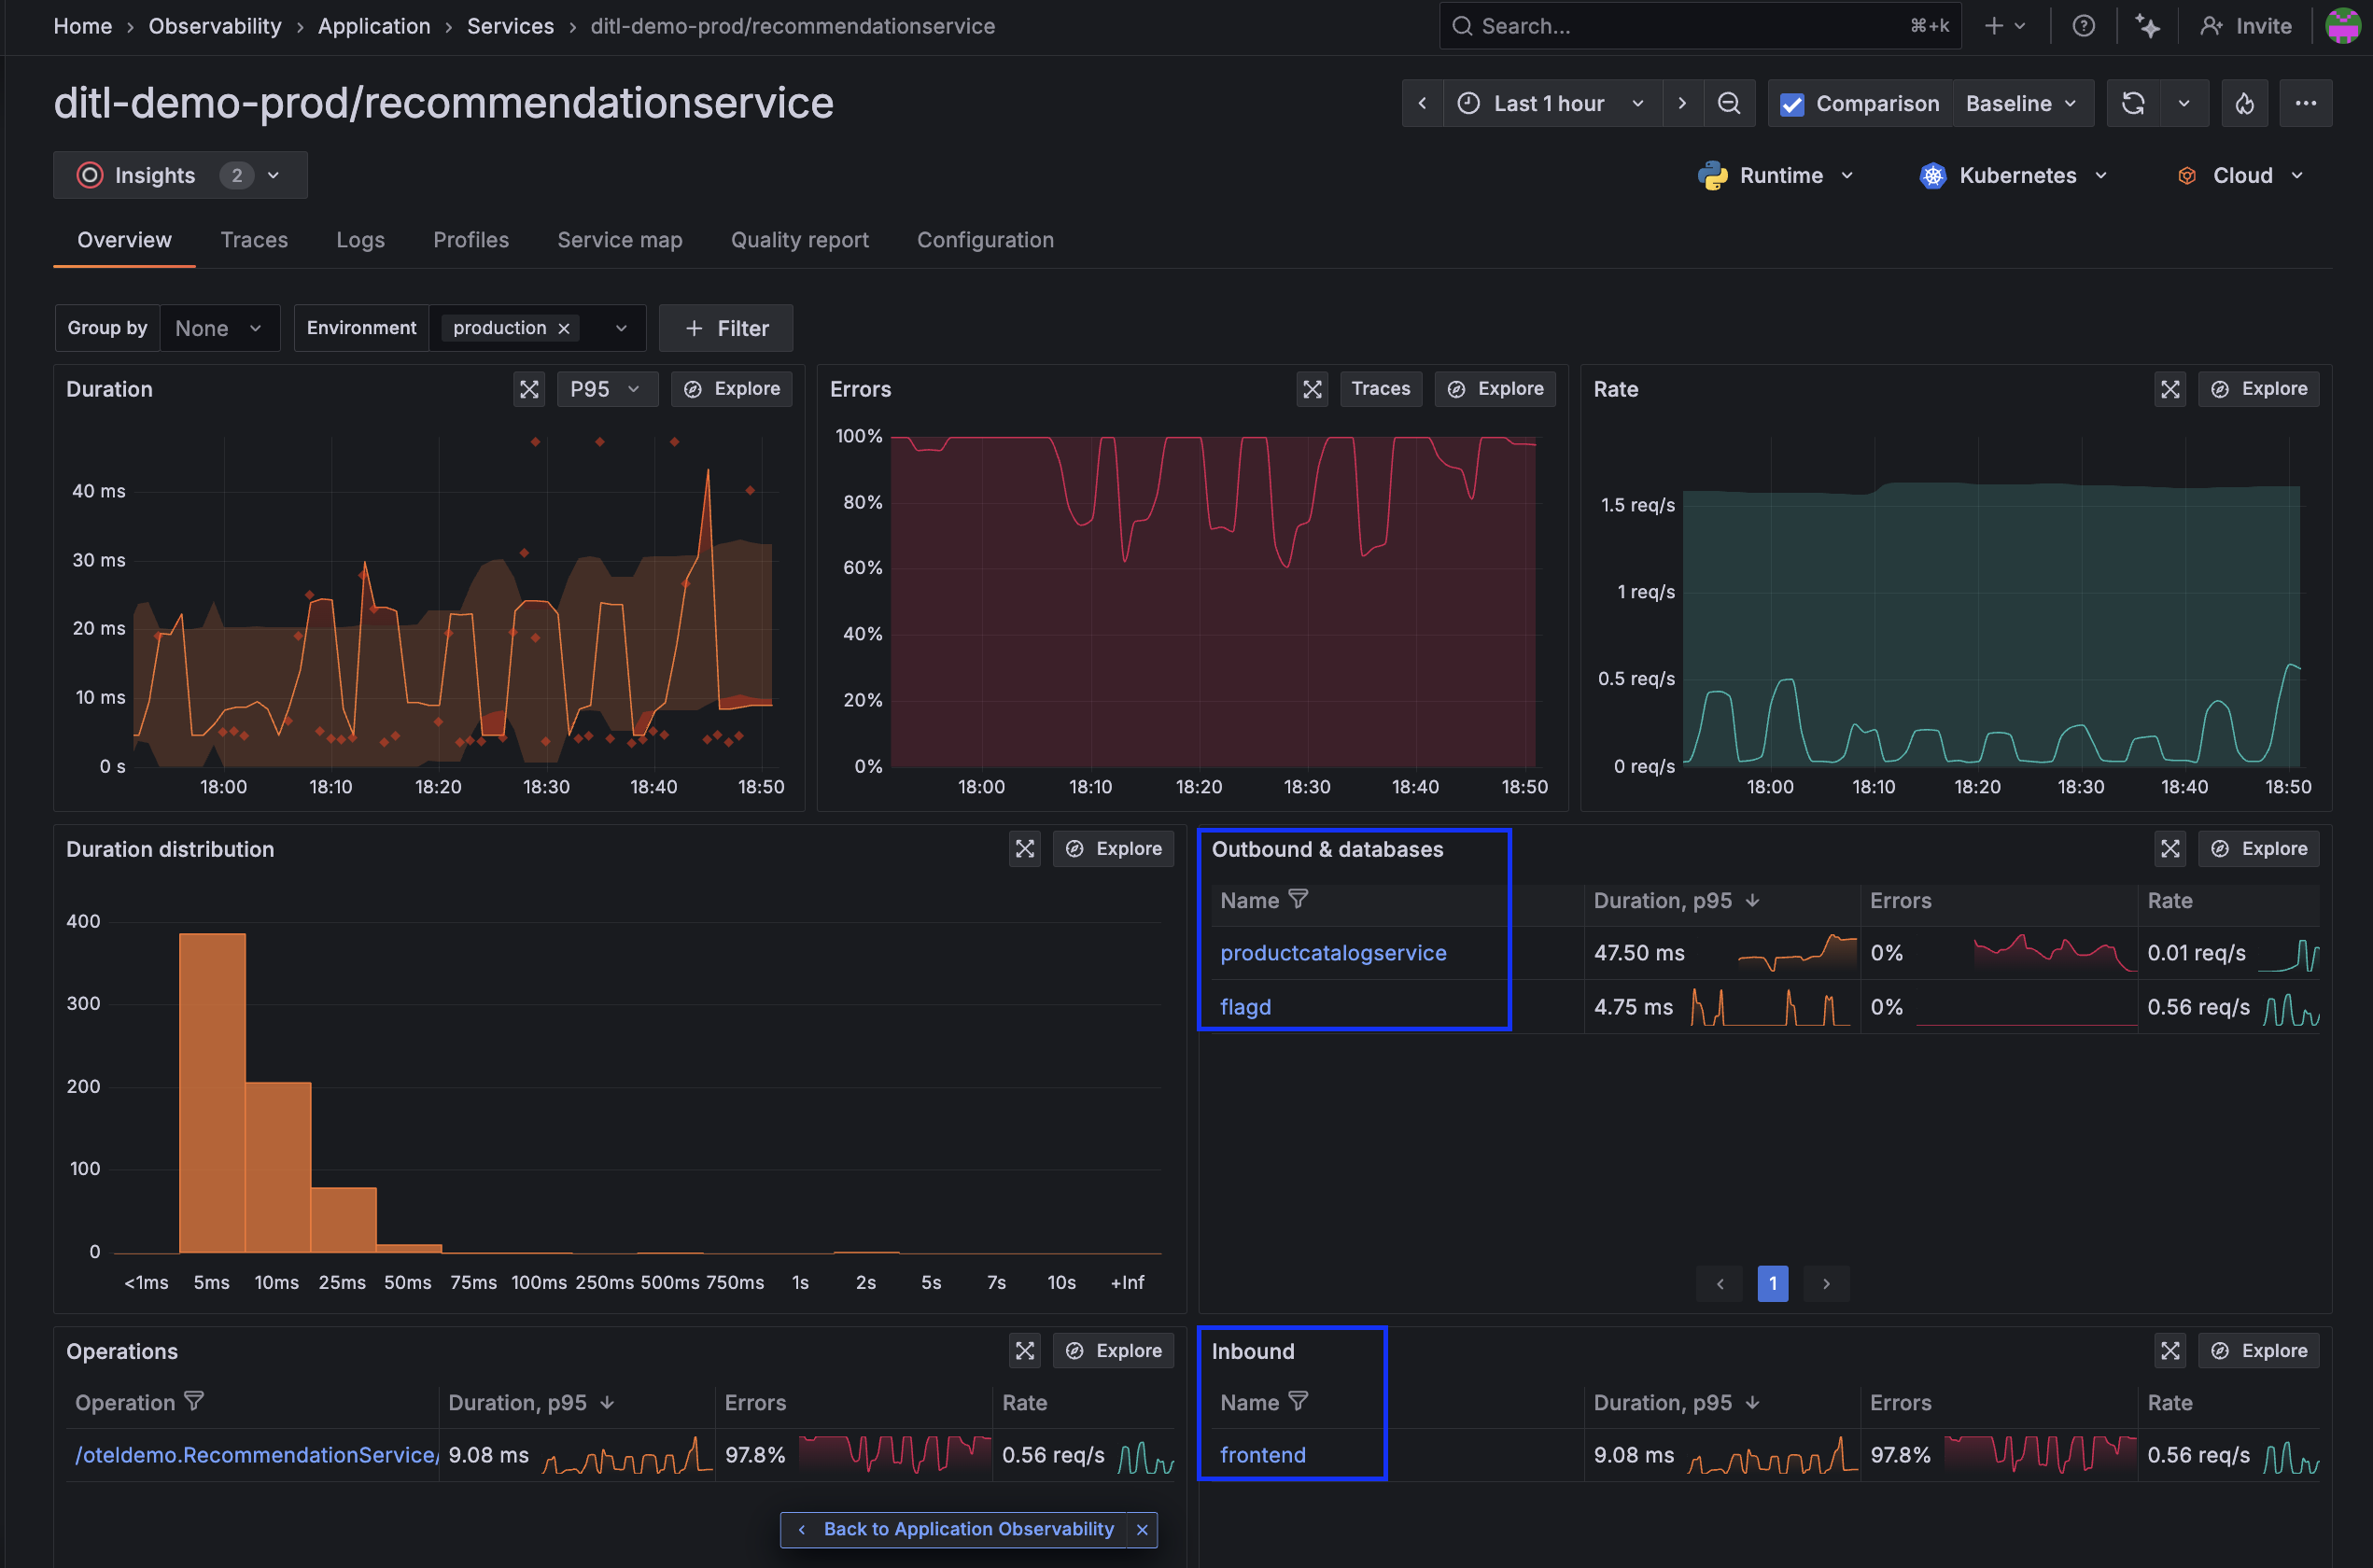 Home › Observability › Application › Services › ditl-demo-prod/recommendationservice
Search... ⌘+k
Invite
ditl-demo-prod/recommendationservice
Last 1 hour
Comparison Baseline
Insights 2
Runtime Kubernetes Cloud
Overview Traces Logs Profiles Service map Quality report Configuration
Group by None Environment production × + Filter
Duration P95 Explore
40 ms
30 ms
20 ms
10 ms
0 s
18:00 18:10 18:20 18:30 18:40 18:50
Errors Traces Explore
100%
80%
60%
40%
20%
0%
18:00 18:10 18:20 18:30 18:40 18:50
Rate Explore
1.5 req/s
1 req/s
0.5 req/s
0 req/s
18:00 18:10 18:20 18:30 18:40 18:50
Duration distribution Explore
400
300
200
100
0
<1ms 5ms 10ms 25ms 50ms 75ms 100ms 250ms 500ms 750ms 1s 2s 5s 7s 10s +Inf
Outbound & databases Explore
Name Duration, p95 ↓ Errors Rate
productcatalogservice 47.50 ms 0% 0.01 req/s
flagd 4.75 ms 0% 0.56 req/s
‹ 1 ›
Operations Explore
Operation Duration, p95 ↓ Errors Rate
/oteldemo.RecommendationService/ 9.08 ms 97.8% 0.56 req/s
Inbound Explore
Name Duration, p95 ↓ Errors Rate
frontend 9.08 ms 97.8% 0.56 req/s
‹ Back to Application Observability ×